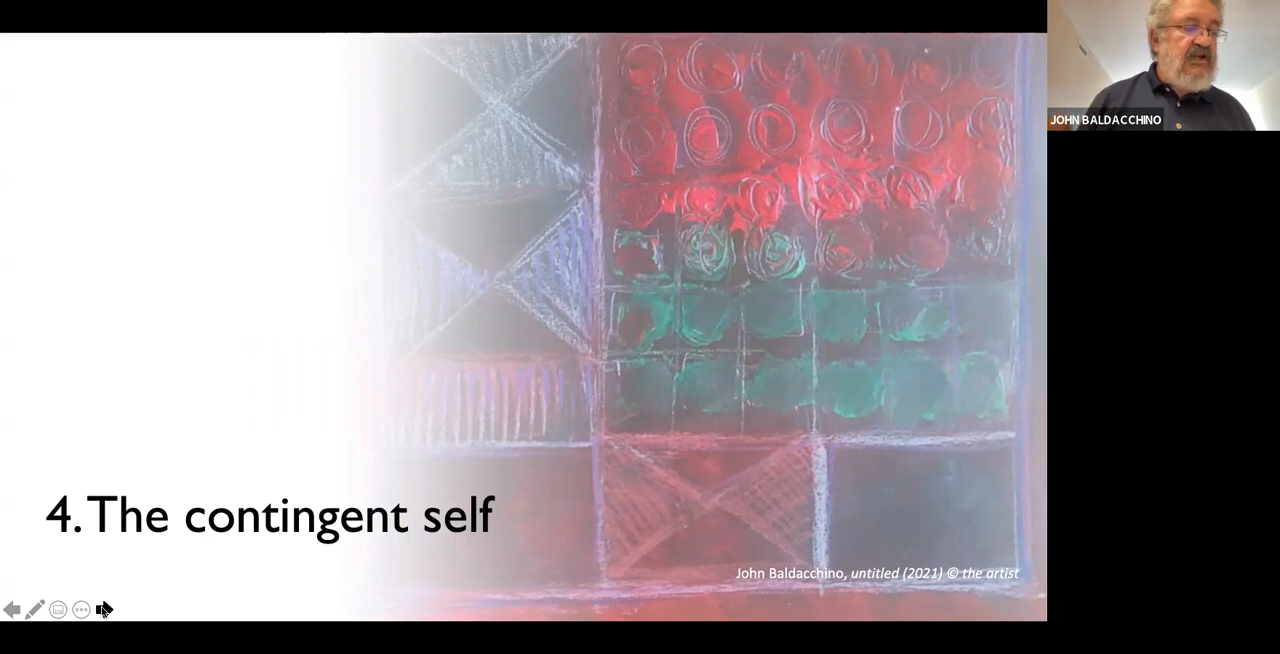 JOHN BALDACCHINO
4. The contingent self
John Baldacchino, untitled (2021) © the artist